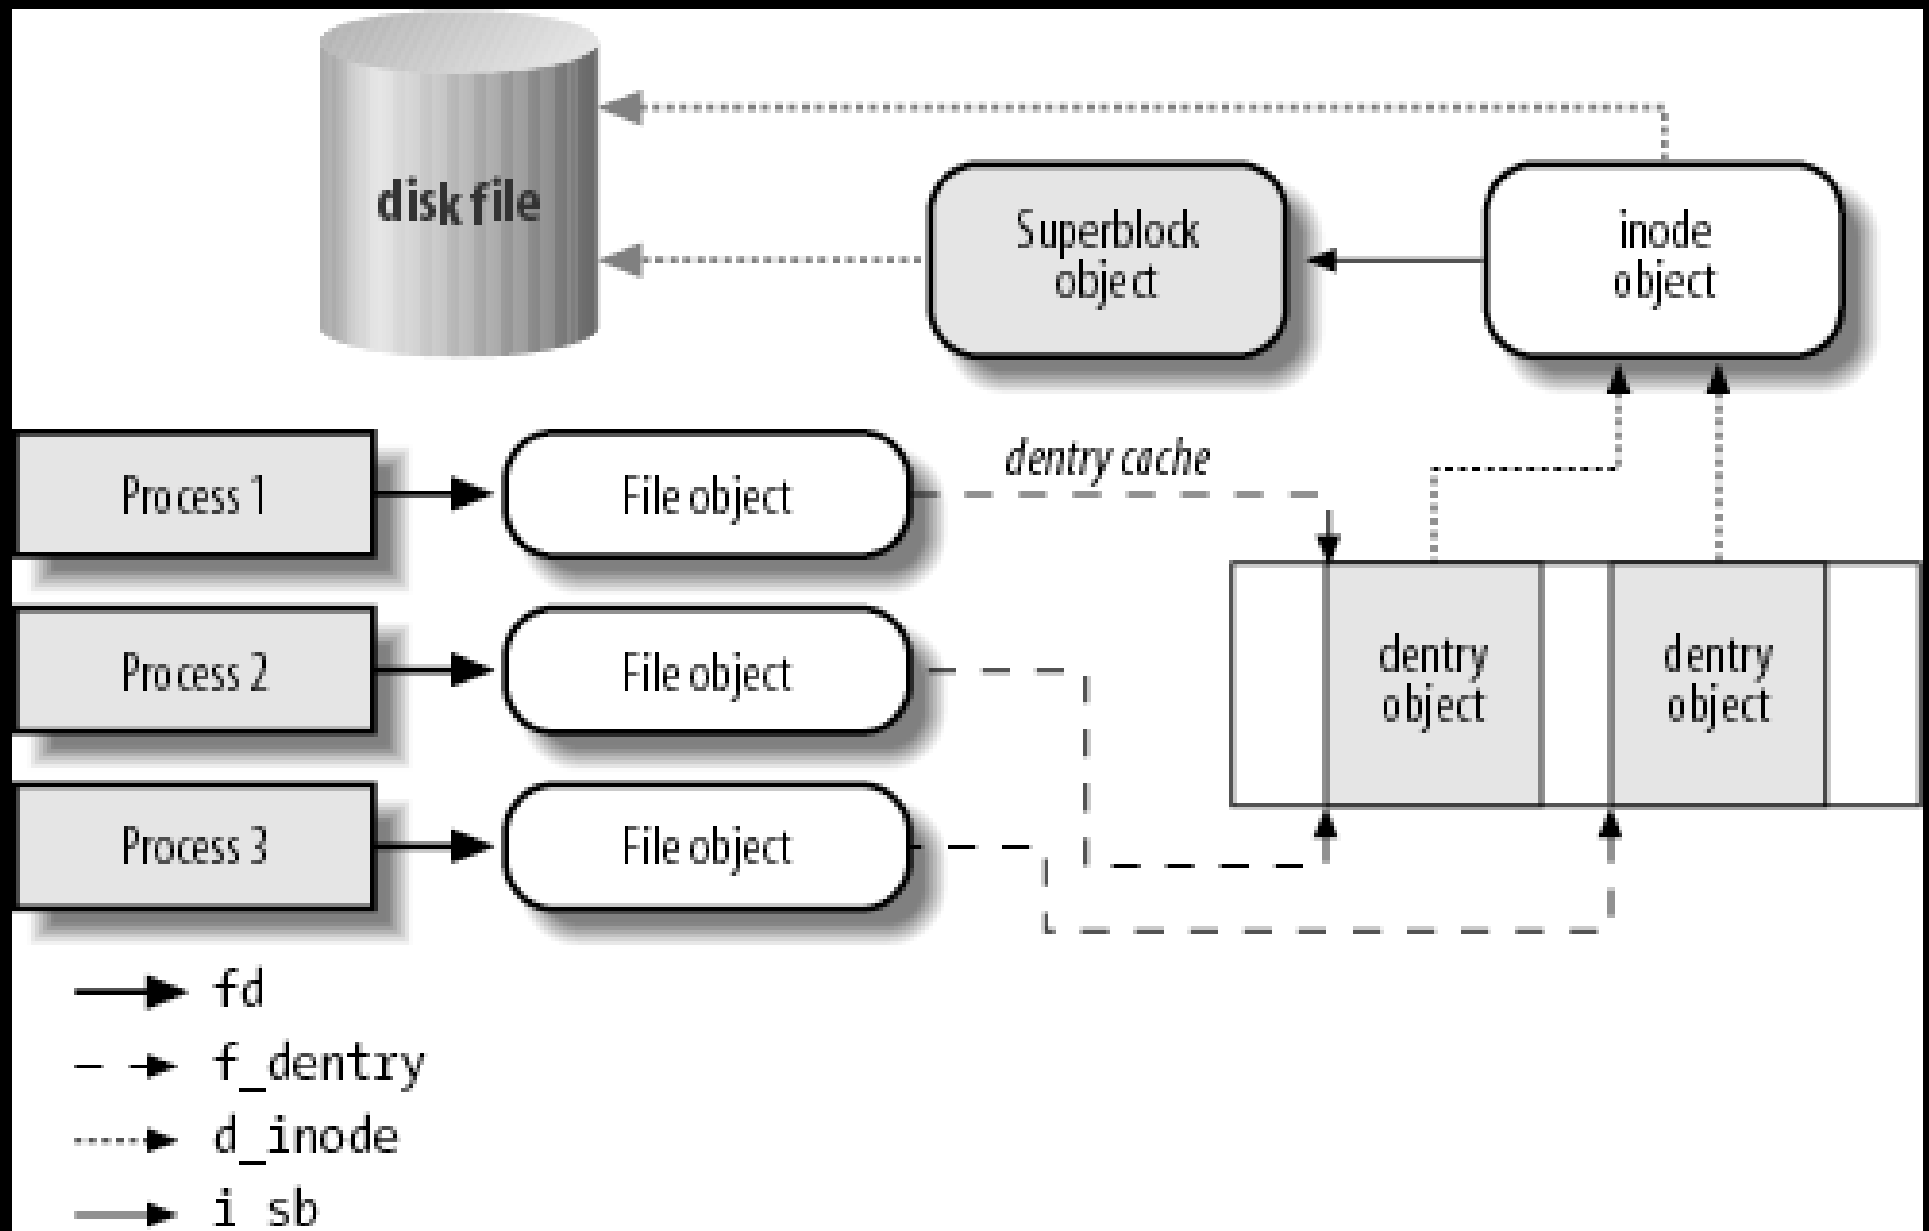 disk file
Superblock
object
inode
object
dentry cache
Process 1
File object
Process 2
File object
dentry
object
dentry
object
Process 3
File object
fd
f_dentry
d_inode
i_sb